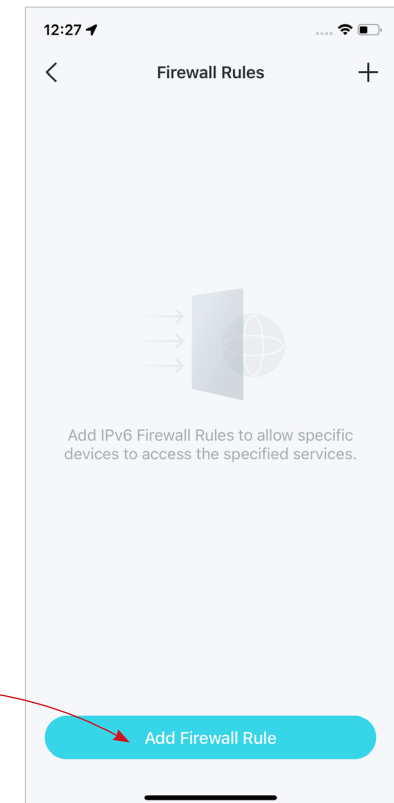 12:27
Firewall Rules
Add IPv6 Firewall Rules to allow specific
devices to access the specified services.
Add Firewall Rule